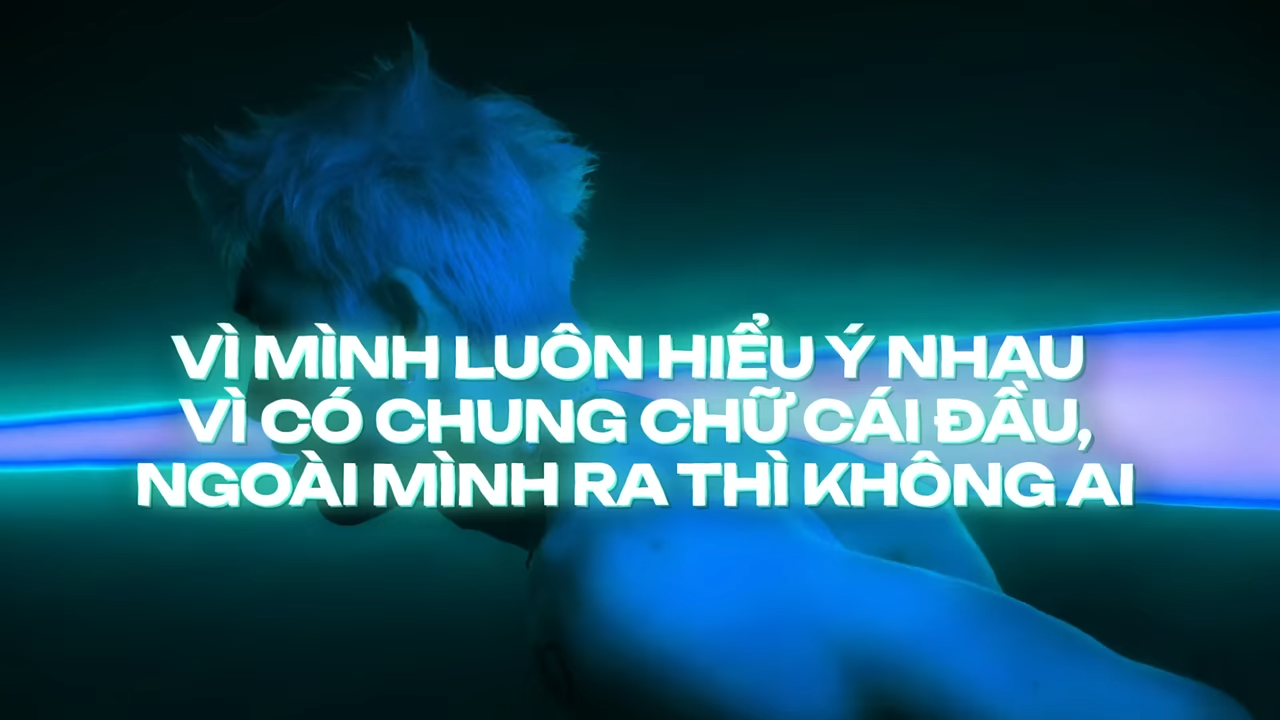 VÌ MÌNH LUÔN HIỂU Ý NHAU
VÌ CÓ CHUNG CHỮ CÁI ĐẦU,
NGOÀI MÌNH RA THÌ KHÔNG AI